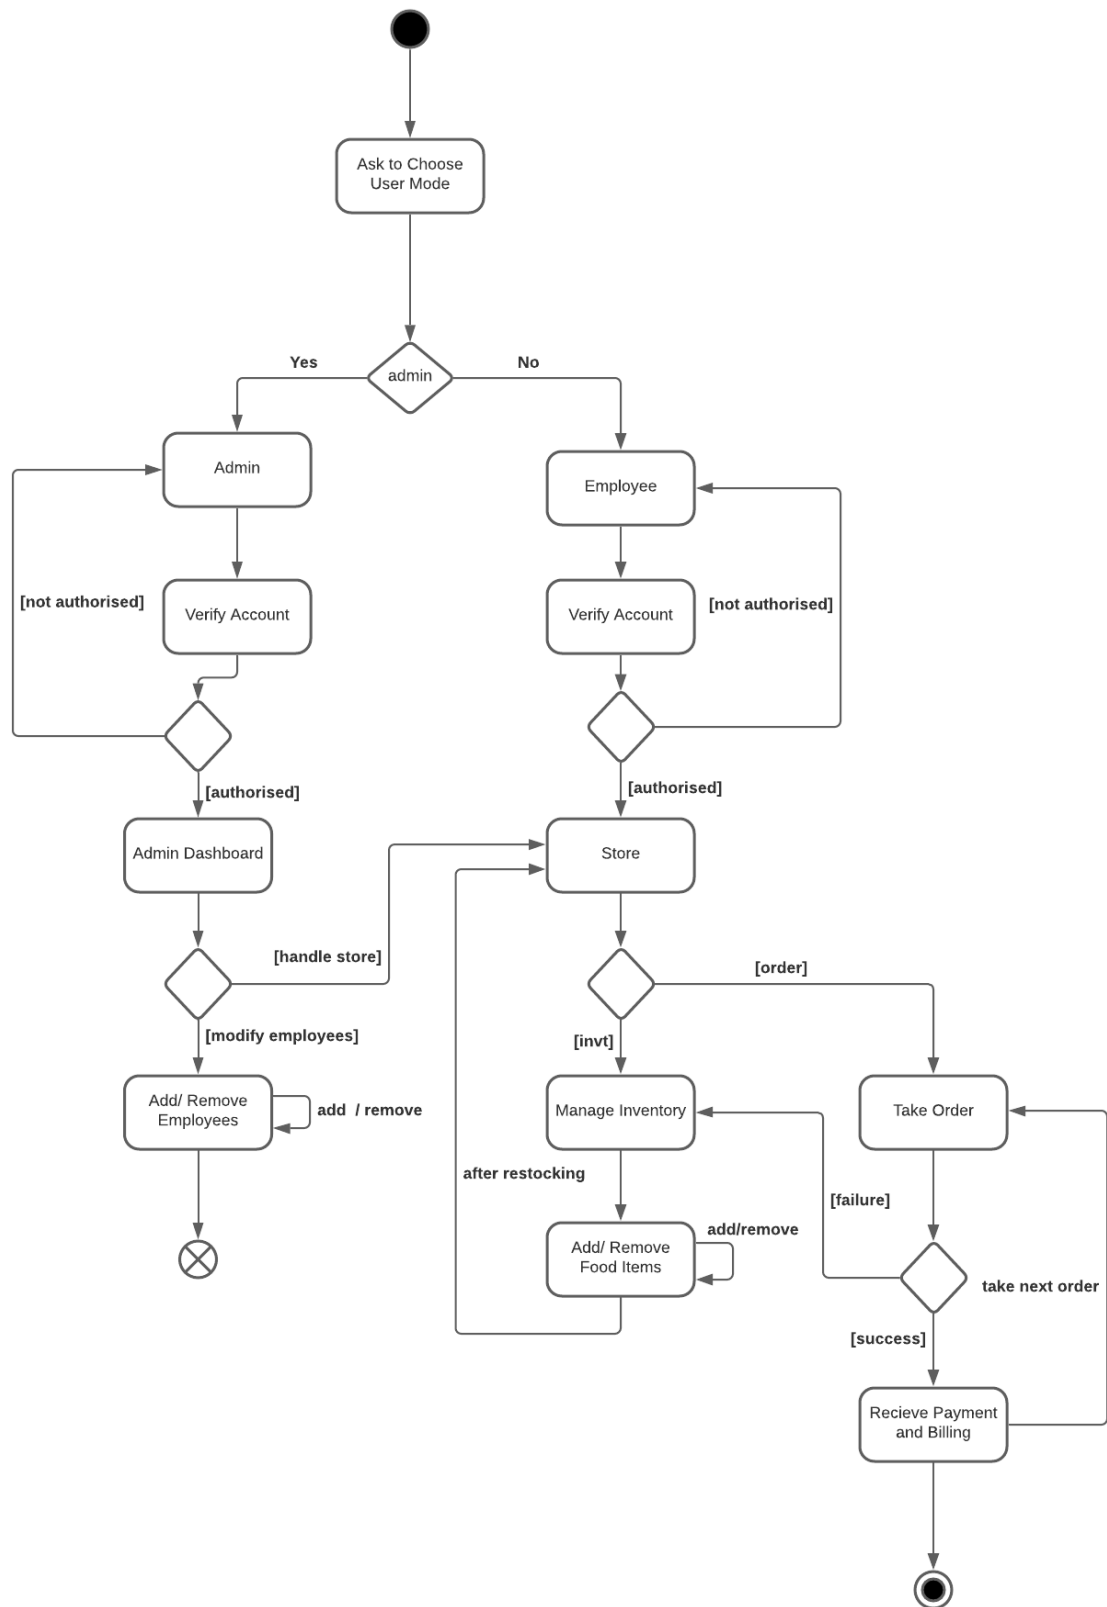 Ask to Choose
User Mode
admin
Yes
No
Admin
Employee
[not authorised]
Verify Account
Verify Account
[not authorised]
[authorised]
[authorised]
Admin Dashboard
Store
[handle store]
[order]
[modify employees]
[invt]
Add/ Remove
Employees
add / remove
Manage Inventory
Take Order
after restocking
[failure]
Add/ Remove
Food Items
add/remove
take next order
[success]
Recieve Payment
and Billing